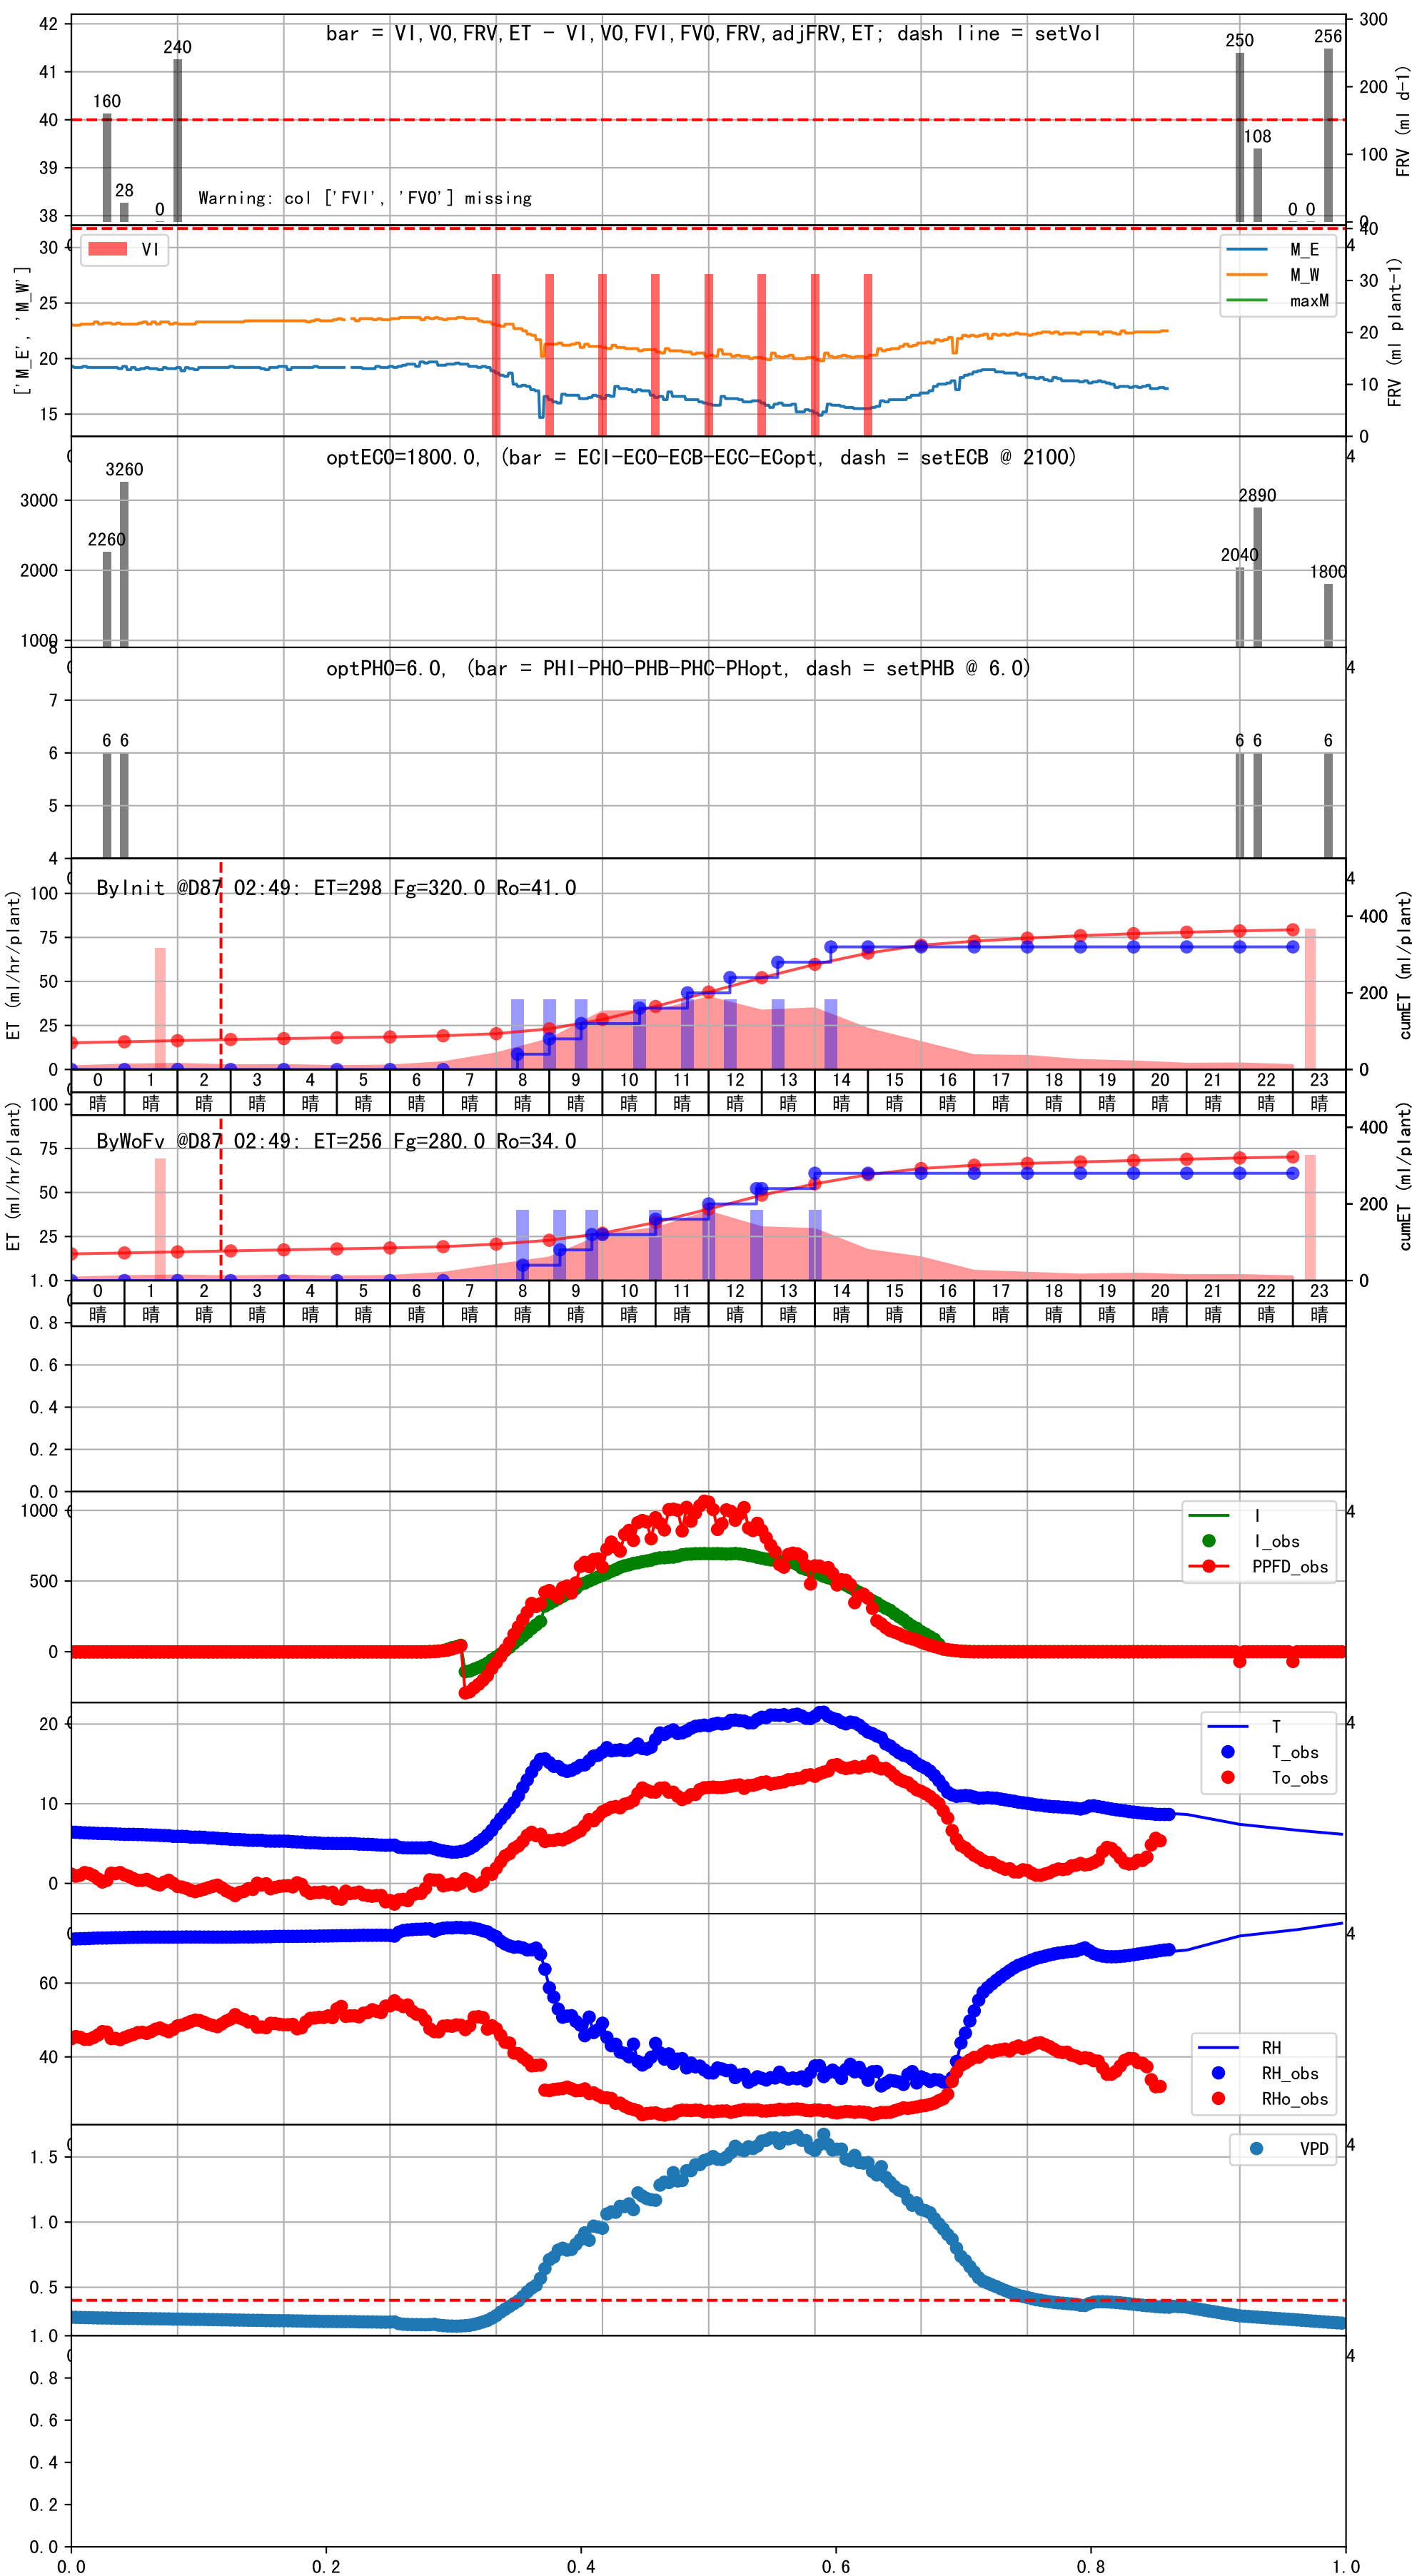 bar = VI,VO,FRV,ET - VI,VO,FVI,FVO,FRV,adjFRV,ET; dash line = setVol
42
41
40
39
38
300
200
100
0
FRV (ml d-1)
160
28
0
240
250
108
0
0
256
Warning: col ['FVI', 'FVO'] missing
['M_E', 'M_W']
30
25
20
15
VI
M_E
M_W
maxM
40
30
20
10
0
FRV (ml plant-1)
4
optECO=1800.0, (bar = ECI-ECO-ECB-ECC-ECopt, dash = setECB @ 2100)
3000
2000
1000
2260
3260
2040
2890
1800
4
optPHO=6.0, (bar = PHI-PHO-PHB-PHC-PHopt, dash = setPHB @ 6.0)
8
7
6
5
4
6
6
6
6
6
4
ByInit @D87 02:49: ET=298 Fg=320.0 Ro=41.0
ET (ml/hr/plant)
100
75
50
25
0
4
400
200
0
cumET (ml/plant)
0 1 2 3 4 5 6 7 8 9 10 11 12 13 14 15 16 17 18 19 20 21 22 23
晴 晴 晴 晴 晴 晴 晴 晴 晴 晴 晴 晴 晴 晴 晴 晴 晴 晴 晴 晴 晴 晴 晴 晴
ByWoFv @D87 02:49: ET=256 Fg=280.0 Ro=34.0
ET (ml/hr/plant)
100
75
50
25
400
200
0
cumET (ml/plant)
0 1 2 3 4 5 6 7 8 9 10 11 12 13 14 15 16 17 18 19 20 21 22 23
晴 晴 晴 晴 晴 晴 晴 晴 晴 晴 晴 晴 晴 晴 晴 晴 晴 晴 晴 晴 晴 晴 晴 晴
1.0
0.8
0.6
0.4
0.2
0.0
1000
500
0
I
I_obs
PPFD_obs
4
20
10
0
T
T_obs
To_obs
4
60
40
RH
RH_obs
RHo_obs
4
1.5
1.0
0.5
VPD
4
1.0
0.8
0.6
0.4
0.2
0.0
4
0.0 0.2 0.4 0.6 0.8 1.0